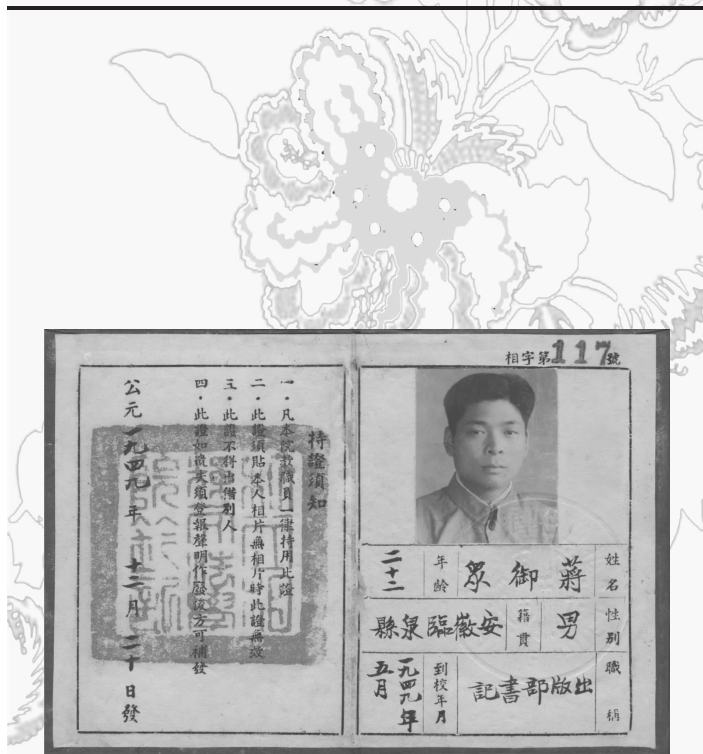 相字第117號
姓名 蔣御眾 年齡 二十二
性別 男 籍貫 安徽臨泉縣
職稱 出版部書記 到校年月 一九四九年五月
持證須知
一．凡本院教職員一律持用此證
二．此證須貼本人相片無相片時此證無效
三．此證不得出借別人
四．此證如遺失須登報聲明作廢後方可補發
公元一九四九年十二月二十日發